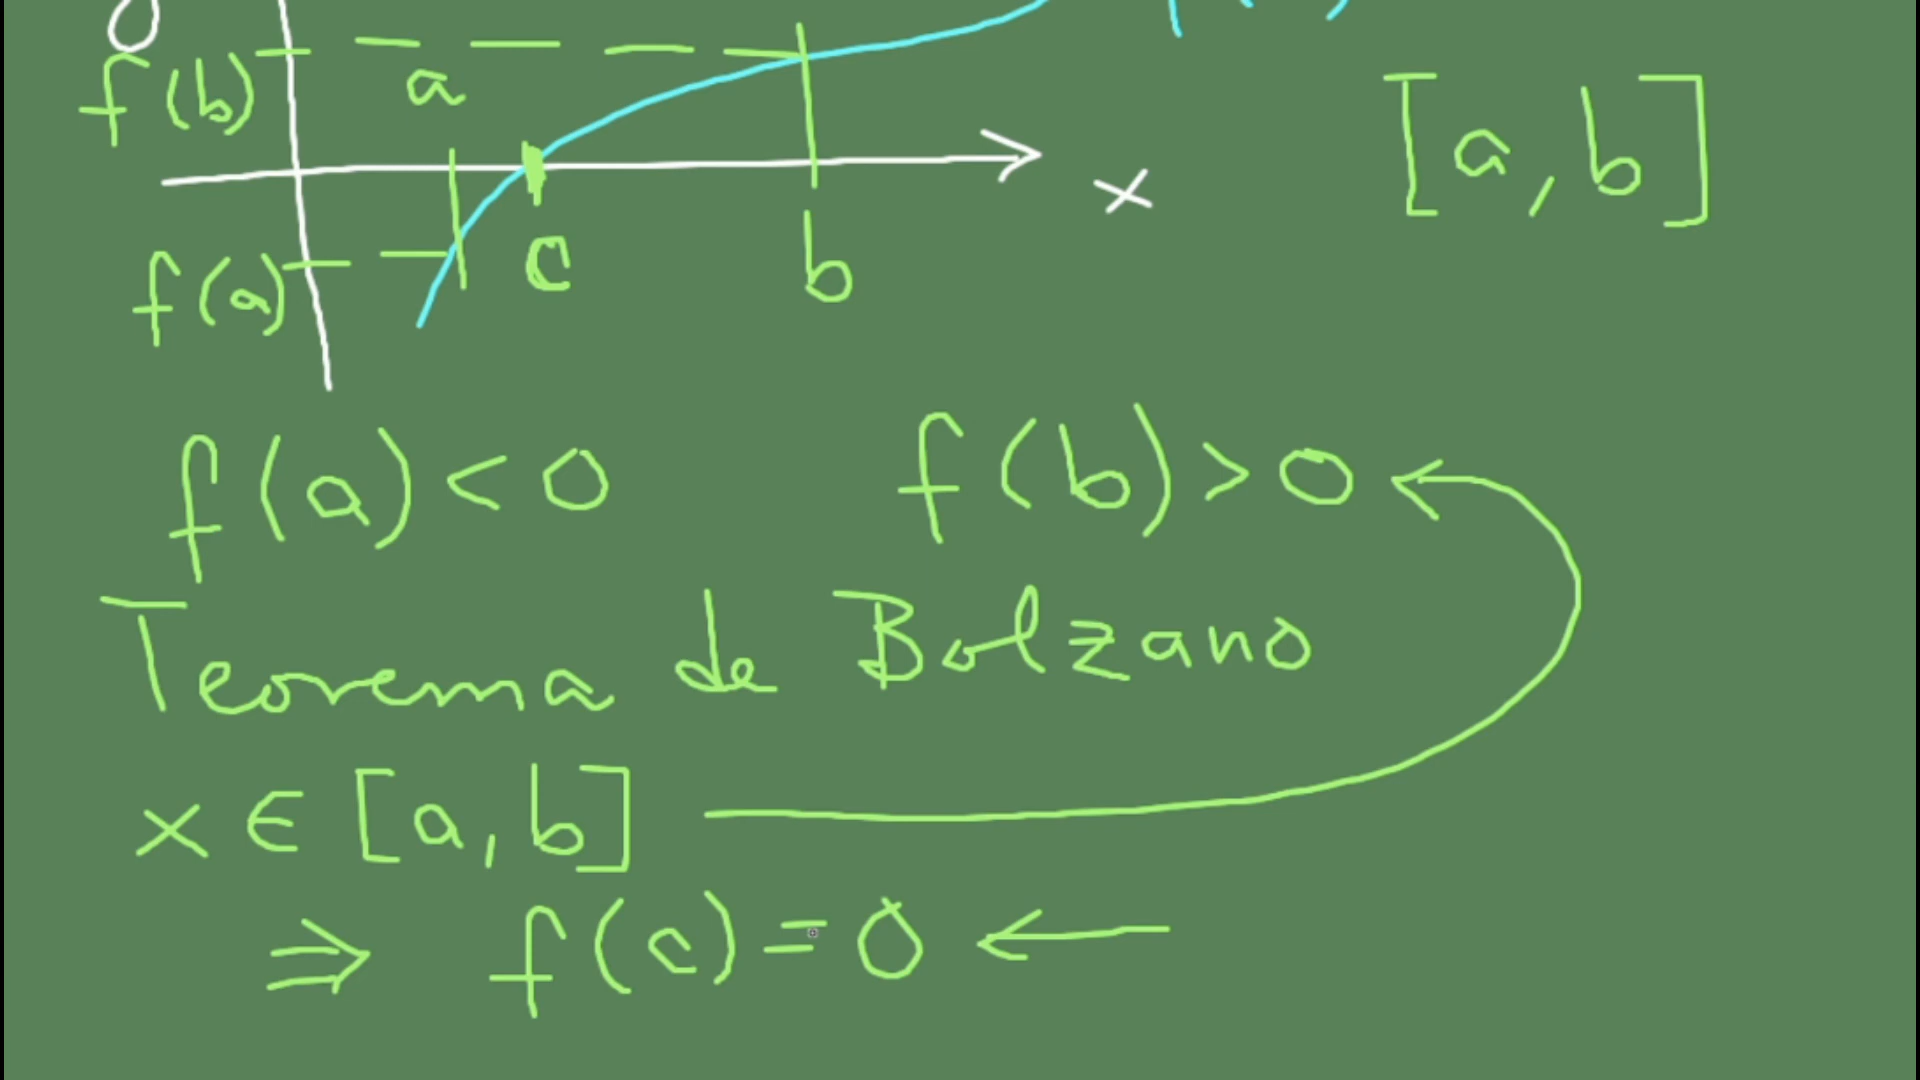 f(b)
a
[a,b]
x
f(a)
c
b
f(a)<0 f(b)>0
Teorema de Bolzano
x∈[a,b]
⇒ f(c)=0